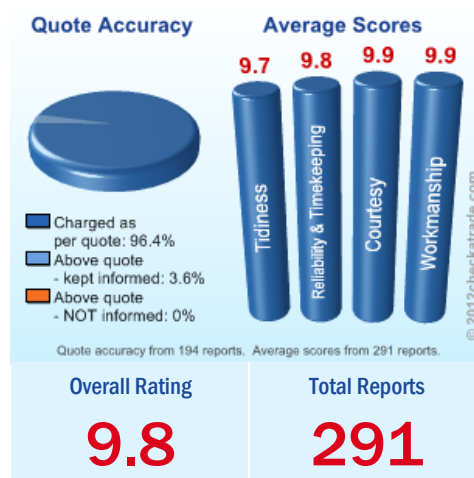 Quote Accuracy
Average Scores
9.7
9.8
9.9
9.9
Tidiness
Reliability & Timekeeping
Courtesy
Workmanship
Charged as
per quote: 96.4%
Above quote
- kept informed: 3.6%
Above quote
- NOT informed: 0%
© 2012checkatrade.com
Quote accuracy from 194 reports. Average scores from 291 reports.
Overall Rating
9.8
Total Reports
291